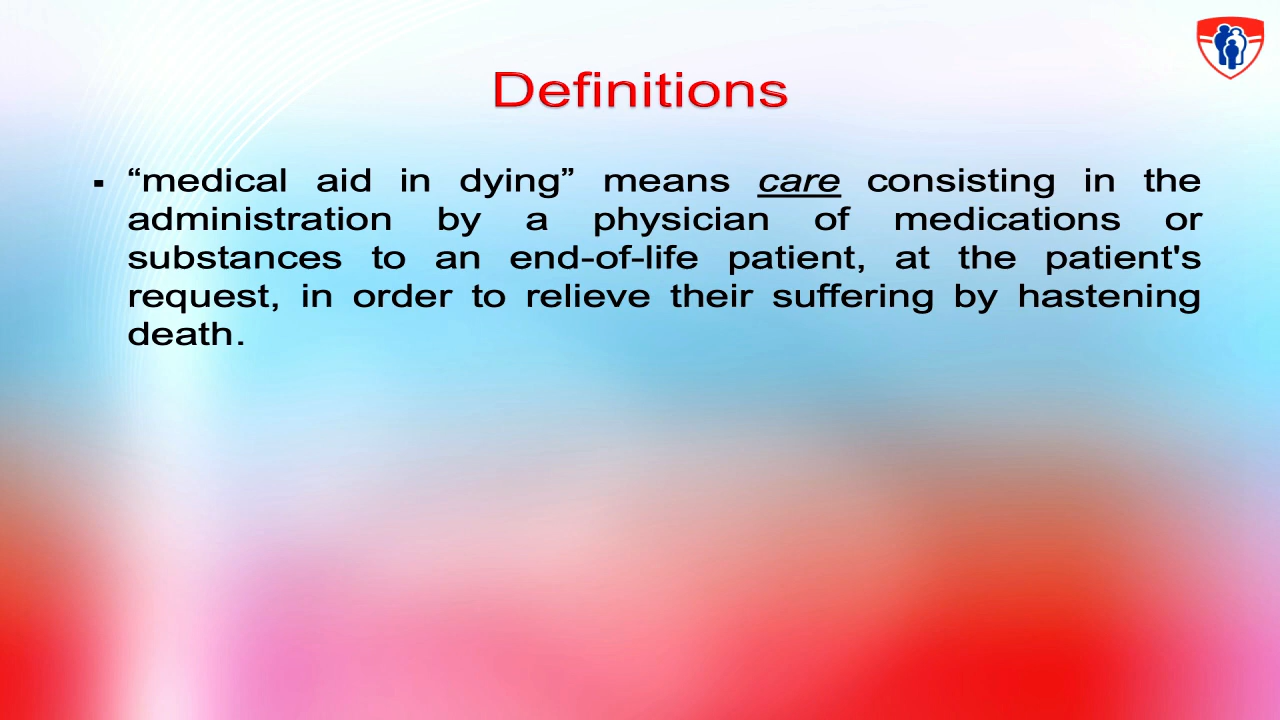 Definitions
▪ “medical aid in dying” means care consisting in the
administration by a physician of medications or
substances to an end-of-life patient, at the patient's
request, in order to relieve their suffering by hastening
death.